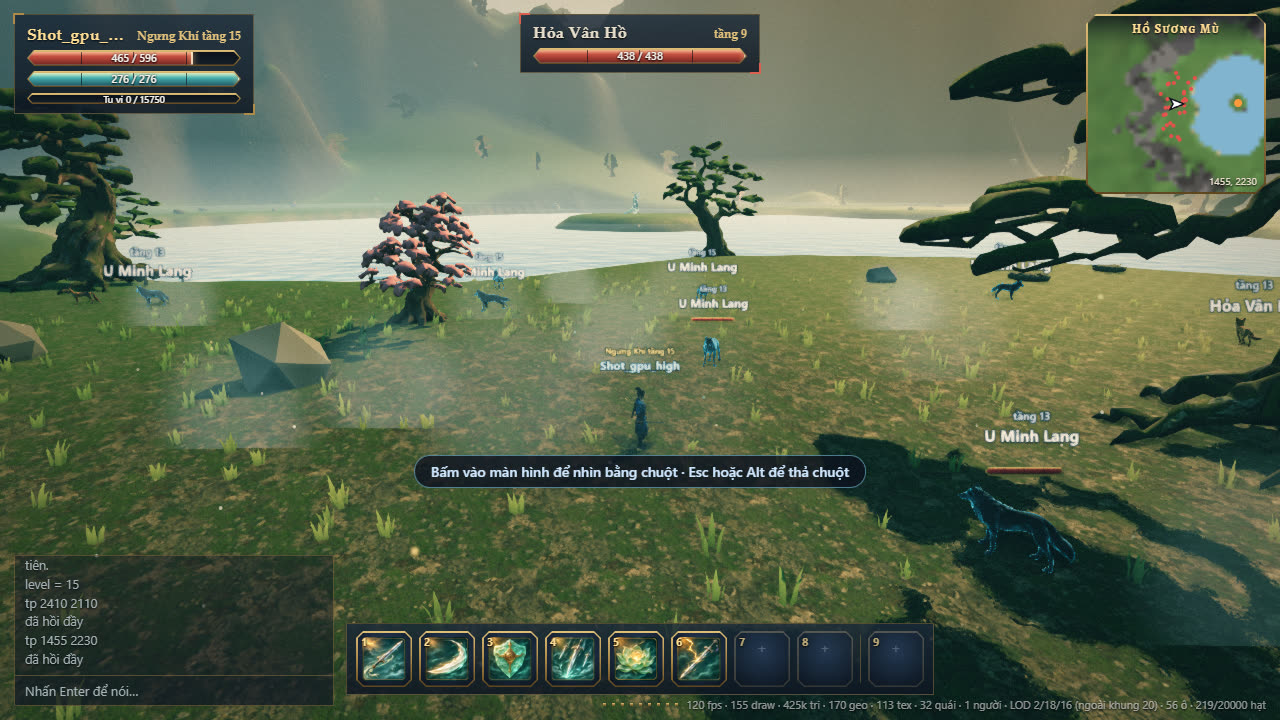 Shot_gpu_... Ngưng Khí tầng 15
465 / 596
276 / 276
Tu vi 0 / 15750
Hỏa Vân Hồ tầng 9
438 / 438
HỒ SƯƠNG MÙ
1455, 2230
tầng 13
U Minh Lang
tầng 15
Minh Lang
tầng 15
U Minh Lang
tầng 13
U Minh Lang
tầng 13
Hỏa Vân
Ngưng Khí tầng 15
Shot_gpu_high
tầng 13
U Minh Lang
Bấm vào màn hình để nhìn bằng chuột · Esc hoặc Alt để thả chuột
tiên.
level = 15
tp 2410 2110
đã hồi đầy
tp 1455 2230
đã hồi đầy
Nhấn Enter để nói...
1 2 3 4 5 6 7 8 9
120 fps · 155 draw · 425k tri · 170 geo · 113 tex · 32 quái · 1 người · LOD 2/18/16 (ngoài khung 20) · 56 ô · 219/20000 hạt